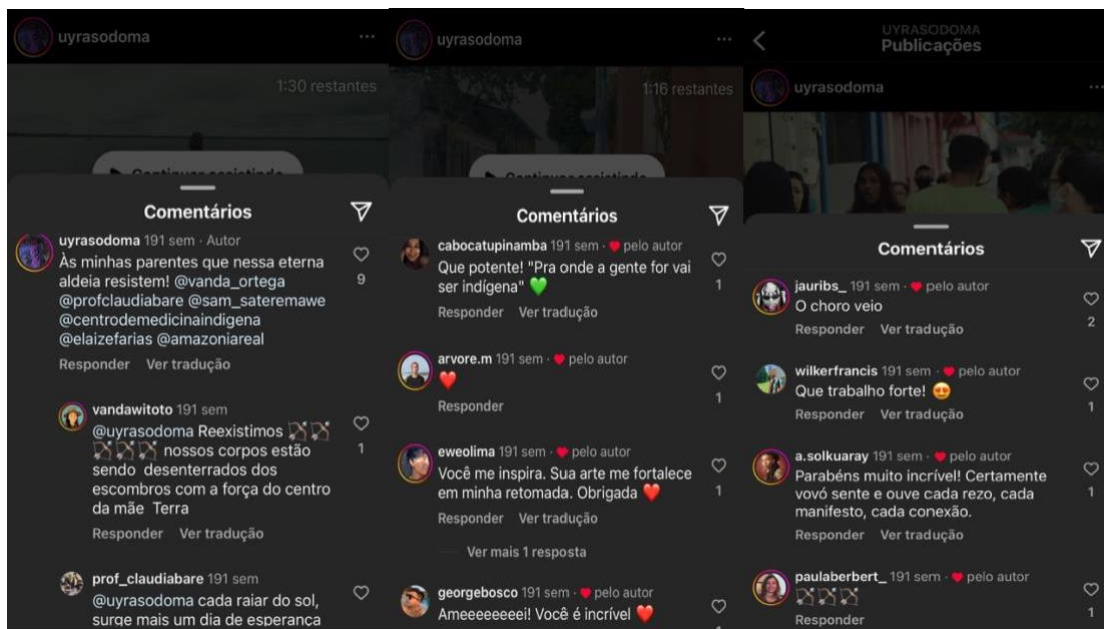 uyrasodoma
1:30 restantes
Continuar assistindo
Comentários
uyrasodoma 191 sem · Autor
Às minhas parentes que nessa eterna
aldeia resistem! @vanda_ortega
@profclaudiabare @sam_sateremawe
@centrodemedicinaindigena
@elaizefarias @amazoniareal
9
Responder Ver tradução
vandawitoto 191 sem
@uyrasodoma Reexistimos 🏹🏹
🏹🏹🏹 nossos corpos estão
sendo desenterrados dos
escombros com a força do centro
da mãe Terra
1
Responder Ver tradução
prof_claudiabare 191 sem
@uyrasodoma cada raiar do sol,
surge mais um dia de esperança
uyrasodoma
1:16 restantes
Continuar assistindo
Comentários
cabocatupinamba 191 sem · ❤️ pelo autor
Que potente! "Pra onde a gente for vai
ser indígena" 💚
1
Responder Ver tradução
arvore.m 191 sem · ❤️ pelo autor
❤️
1
Responder
eweolima 191 sem · ❤️ pelo autor
Você me inspira. Sua arte me fortalece
em minha retomada. Obrigada ❤️
1
Responder Ver tradução
Ver mais 1 resposta
georgebosco 191 sem · ❤️ pelo autor
Ameeeeeeeei! Você é incrível ❤️
UYRASODOMA
Publicações
uyrasodoma
Comentários
jauribs_ 191 sem · ❤️ pelo autor
O choro veio
2
Responder Ver tradução
wilkerfrancis 191 sem · ❤️ pelo autor
Que trabalho forte! 😍
1
Responder Ver tradução
a.solkuaray 191 sem · ❤️ pelo autor
Parabéns muito incrível! Certamente
vovó sente e ouve cada rezo, cada
manifesto, cada conexão.
1
Responder Ver tradução
paulaberbert_ 191 sem · ❤️ pelo autor
🏹🏹🏹
1
Responder